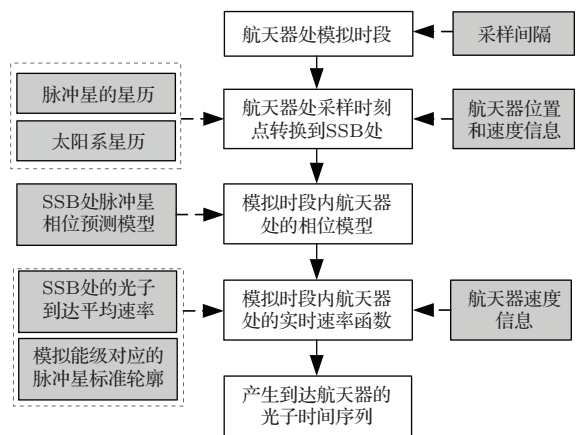 航天器处模拟时段
采样间隔
脉冲星的星历
太阳系星历
航天器处采样时刻
点转换到SSB处
航天器位置
和速度信息
SSB处脉冲星
相位预测模型
模拟时段内航天器
处的相位模型
SSB处的光子
到达平均速率
模拟能级对应的
脉冲星标准轮廓
模拟时段内航天器
处的实时速率函数
航天器速度
信息
产生到达航天器的
光子时间序列